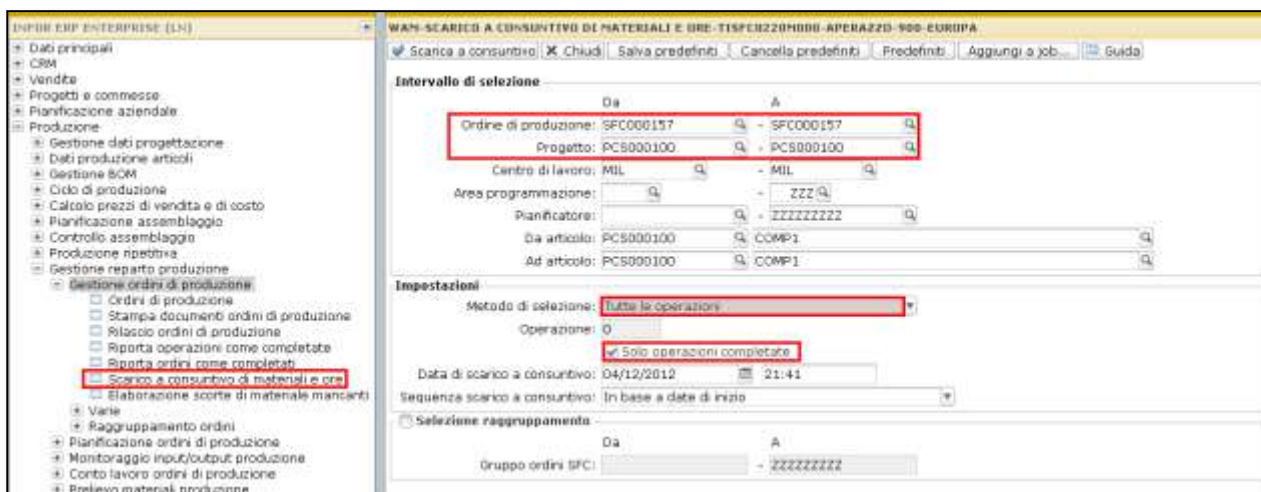 INFOR ERP ENTERPRISE (LN)
Dati principali
CRM
Vendite
Progetti e commesse
Pianificazione aziendale
Produzione
Gestione dati progettazione
Dati produzione articoli
Gestione BOM
Ciclo di produzione
Calcolo prezzi di vendita e di costo
Pianificazione assemblaggio
Controllo assemblaggio
Produzione ripetitiva
Gestione reparto produzione
Gestione ordini di produzione
Ordini di produzione
Stampa documenti ordini di produzione
Rilascio ordini di produzione
Riporta operazioni come completate
Riporta ordini come completati
Scarico a consuntivo di materiali e ore
Elaborazione scorte di materiale mancanti
Varie
Raggruppamento ordini
Pianificazione ordini di produzione
Monitoraggio input/output produzione
Conto lavoro ordini di produzione
Prelievo materiali produzione
WAM-SCARICO A CONSUNTIVO DI MATERIALI E ORE-TISFC0220M000-APERAZZO-900-EUROPA
Scarica a consuntivo Chiudi Salva predefiniti Cancella predefiniti Predefiniti Aggiungi a job... Guida
Intervallo di selezione
Da A
Ordine di produzione: SFC000157 - SFC000157
Progetto: PCS000100 - PCS000100
Centro di lavoro: MIL - MIL
Area programmazione: - ZZZ
Pianificatore: - ZZZZZZZZZ
Da articolo: PCS000100 COMP1
Ad articolo: PCS000100 COMP1
Impostazioni
Metodo di selezione: Tutte le operazioni
Operazione: 0
Solo operazioni completate
Data di scarico a consuntivo: 04/12/2012 21:41
Sequenza scarico a consuntivo: In base a date di inizio
Selezione raggruppamento
Da A
Gruppo ordini SFC: - ZZZZZZZZZ